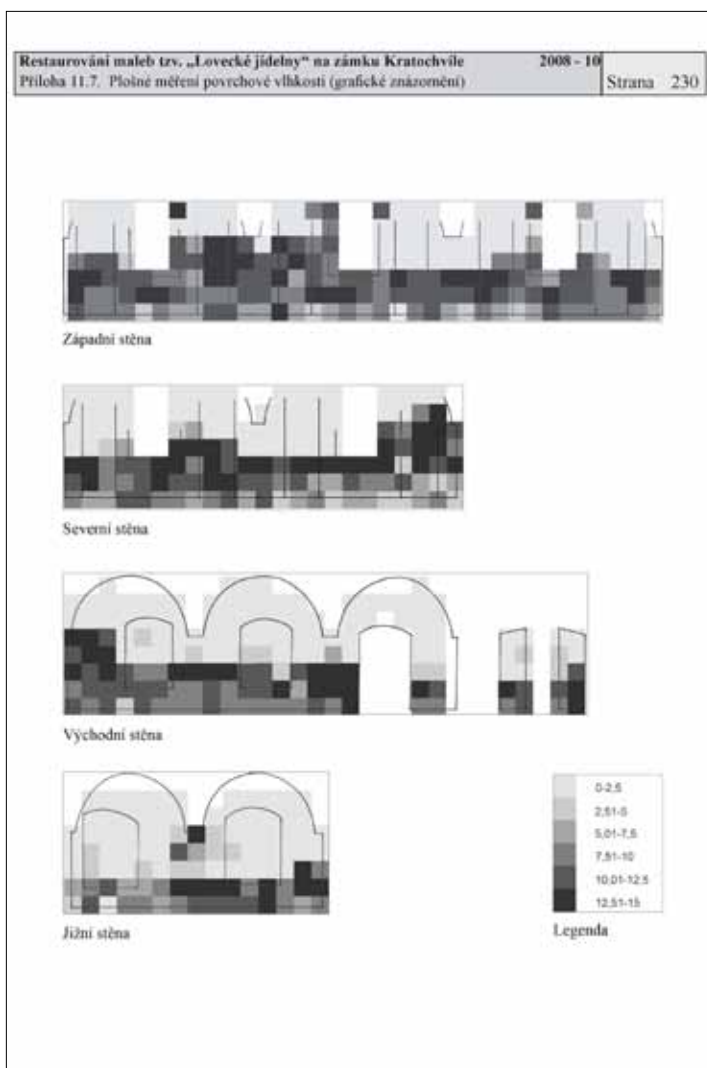 Restaurování maleb tzv. „Lovecké jídelny“ na zámku Kratochvíle 2008 - 10
Příloha 11.7. Plošné měření povrchové vlhkosti (grafické znázornění) Strana 230
Západní stěna
Severní stěna
Východní stěna
Jižní stěna
0-2,5
2,51-5
5,01-7,5
7,51-10
10,01-12,5
12,51-15
Legenda